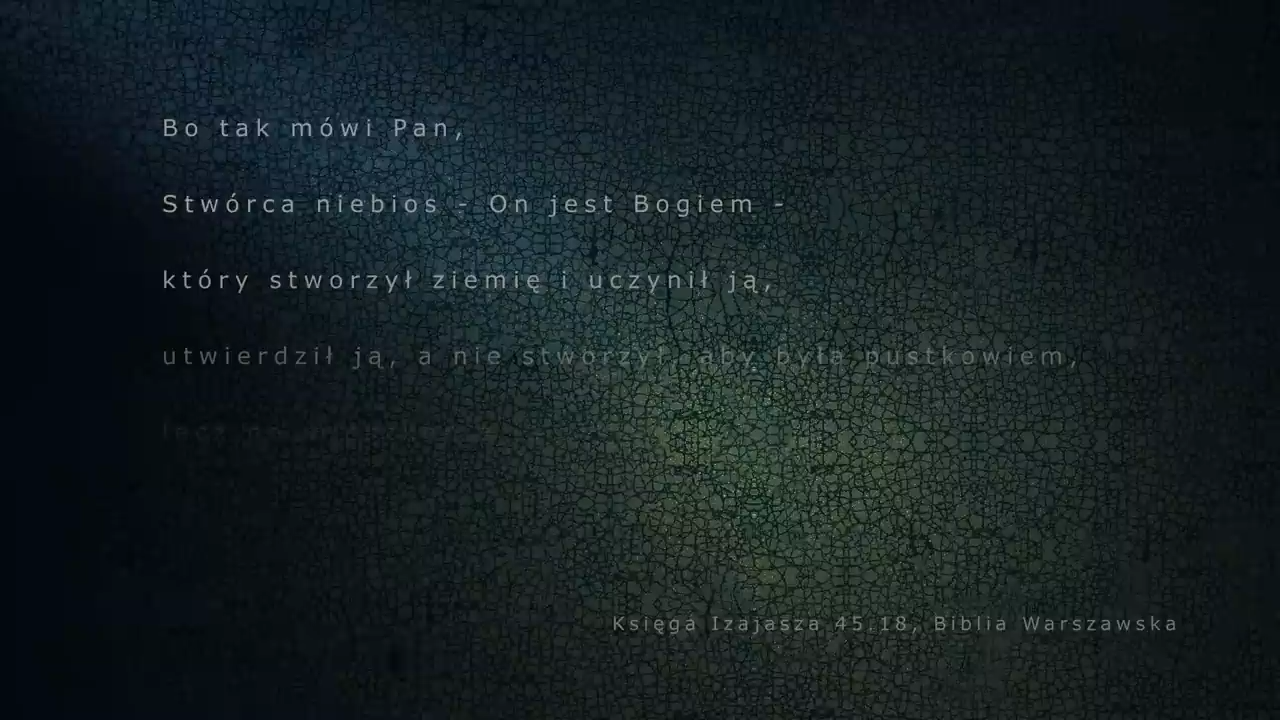 Bo tak mówi Pan,
Stwórca niebios - On jest Bogiem -
który stworzył ziemię i uczynił ją,
utwierdził ją, a nie stworzył, aby była pustkowiem,
Księga Izajasza 45.18, Biblia Warszawska